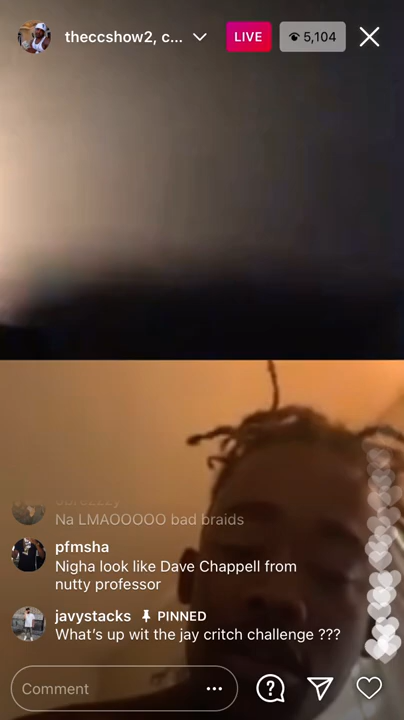 theccshow2, c...
LIVE
5,104
Na LMAOOOOO bad braids
pfmsha
Nigha look like Dave Chappell from
nutty professor
javystacks PINNED
What's up wit the jay critch challenge ???
Comment